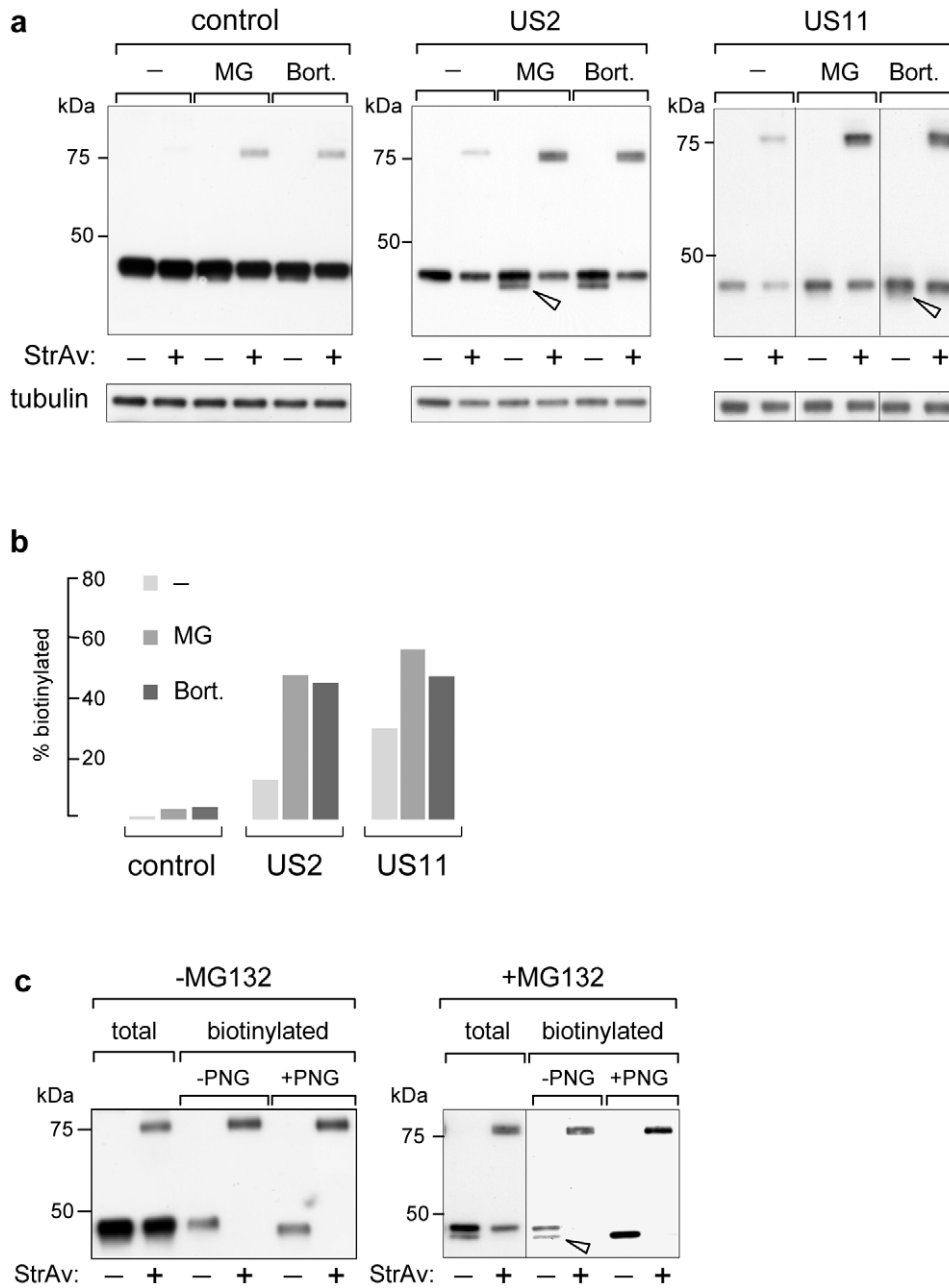 a
control US2 US11
– MG Bort. – MG Bort. – MG Bort.
kDa kDa kDa
75 75 75
50 50 50
StrAv: – + – + – + – + – + – + – + – + – +
tubulin
b
% biotinylated
80
60
40
20
–
MG
Bort.
control US2 US11
c
-MG132 +MG132
total biotinylated total biotinylated
-PNG +PNG -PNG +PNG
kDa kDa
75 75
50 50
StrAv: – + – + – + StrAv: – + – + – +